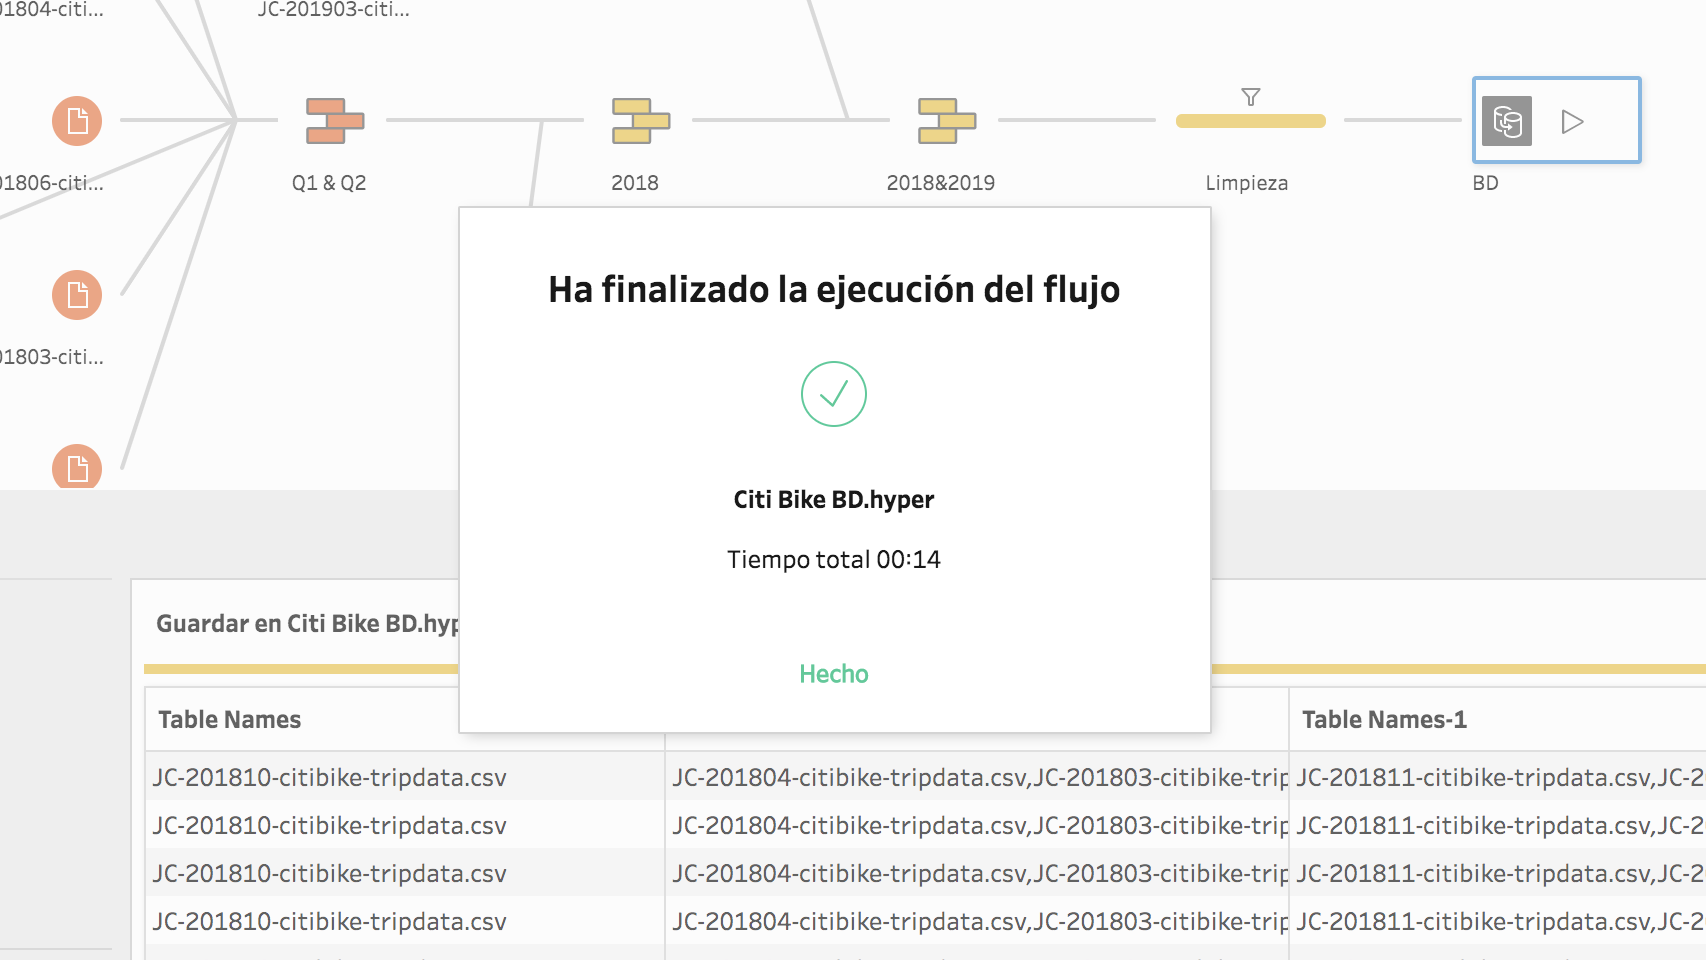 01804-citi...
JC-201903-citi...
01806-citi...
Q1 & Q2
2018
2018&2019
Limpieza
BD
01803-citi...
Ha finalizado la ejecución del flujo
Citi Bike BD.hyper
Tiempo total 00:14
Hecho
Guardar en Citi Bike BD.hyp
Table Names
Table Names-1
JC-201810-citibike-tripdata.csv JC-201804-citibike-tripdata.csv,JC-201803-citibike-trip JC-201811-citibike-tripdata.csv,JC-2
JC-201810-citibike-tripdata.csv JC-201804-citibike-tripdata.csv,JC-201803-citibike-trip JC-201811-citibike-tripdata.csv,JC-2
JC-201810-citibike-tripdata.csv JC-201804-citibike-tripdata.csv,JC-201803-citibike-trip JC-201811-citibike-tripdata.csv,JC-2
JC-201810-citibike-tripdata.csv JC-201804-citibike-tripdata.csv,JC-201803-citibike-trip JC-201811-citibike-tripdata.csv,JC-2